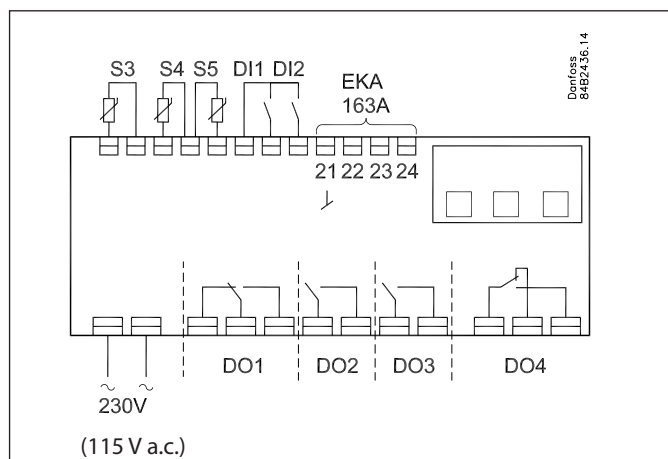 Danfoss
84B2436.14
S3 S4 S5 DI1 DI2
EKA
163A
21 22 23 24
DO1 DO2 DO3 DO4
230V
(115 V a.c.)